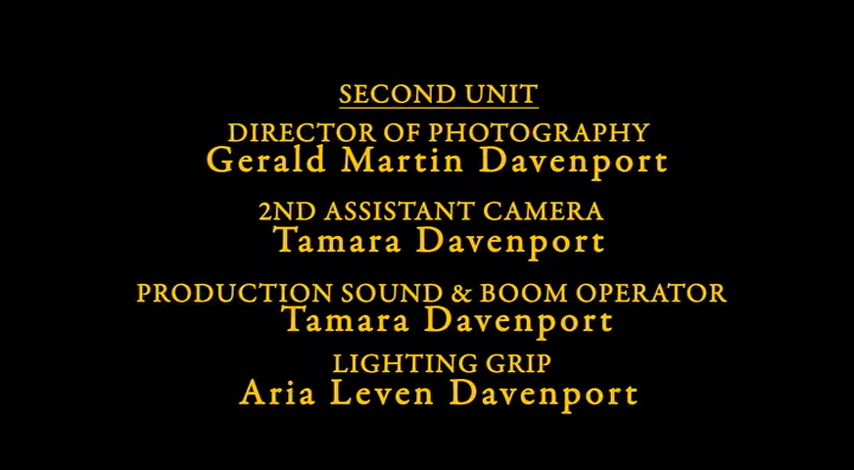 SECOND UNIT
DIRECTOR OF PHOTOGRAPHY
Gerald Martin Davenport
2ND ASSISTANT CAMERA
Tamara Davenport
PRODUCTION SOUND & BOOM OPERATOR
Tamara Davenport
LIGHTING GRIP
Aria Leven Davenport